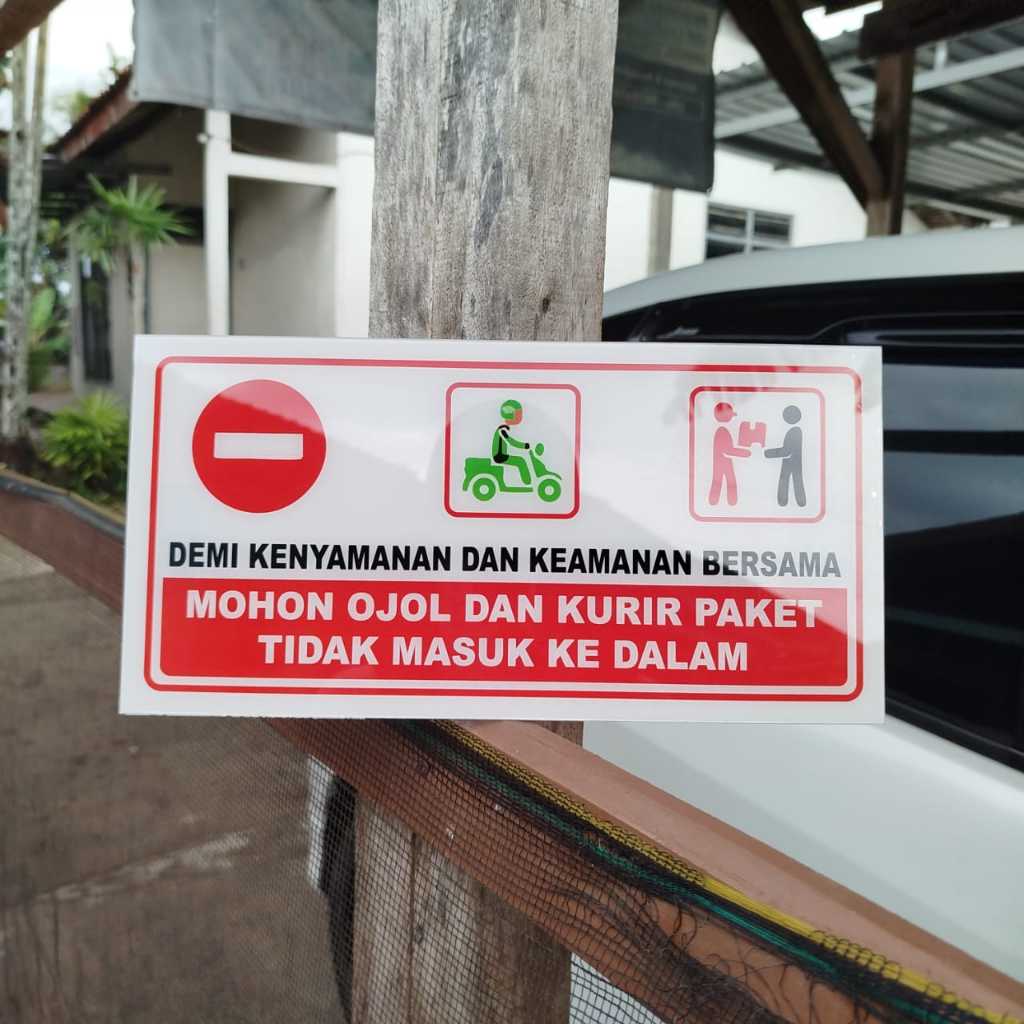 DEMI KENYAMANAN DAN KEAMANAN BERSAMA
MOHON OJOL DAN KURIR PAKET
TIDAK MASUK KE DALAM